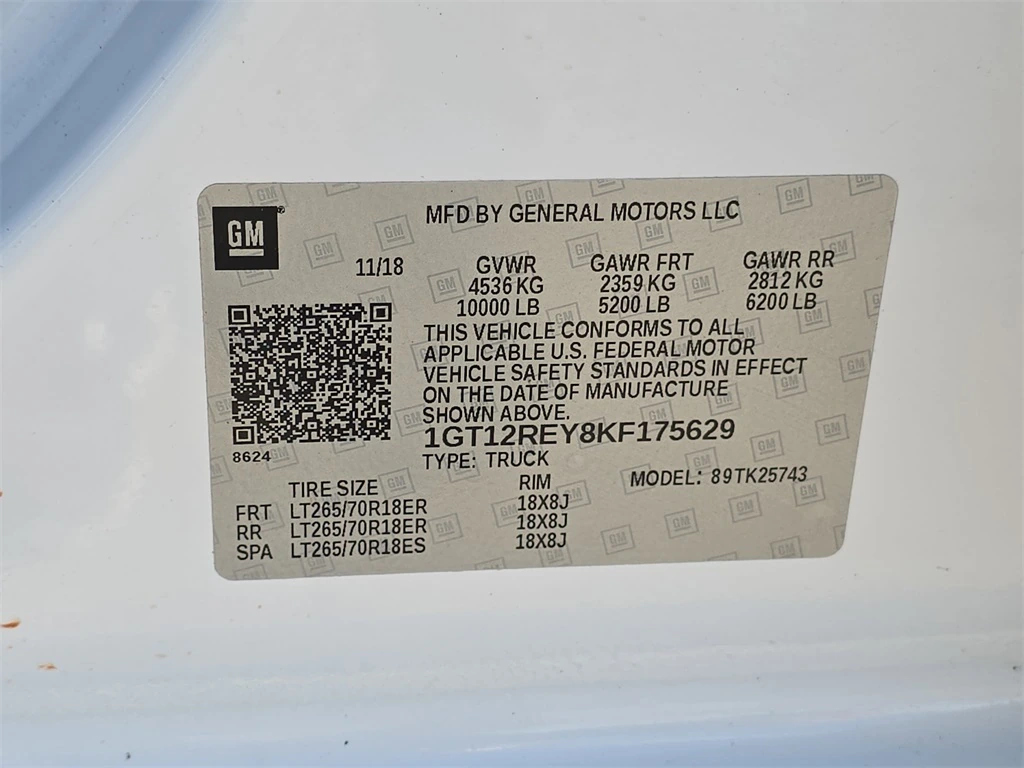 GM
MFD BY GENERAL MOTORS LLC
11/18
GVWR GAWR FRT GAWR RR
4536 KG 2359 KG 2812 KG
10000 LB 5200 LB 6200 LB
THIS VEHICLE CONFORMS TO ALL
APPLICABLE U.S. FEDERAL MOTOR
VEHICLE SAFETY STANDARDS IN EFFECT
ON THE DATE OF MANUFACTURE
SHOWN ABOVE.
1GT12REY8KF175629
8624
TYPE: TRUCK
MODEL: 89TK25743
TIRE SIZE RIM
FRT LT265/70R18ER 18X8J
RR LT265/70R18ER 18X8J
SPA LT265/70R18ES 18X8J